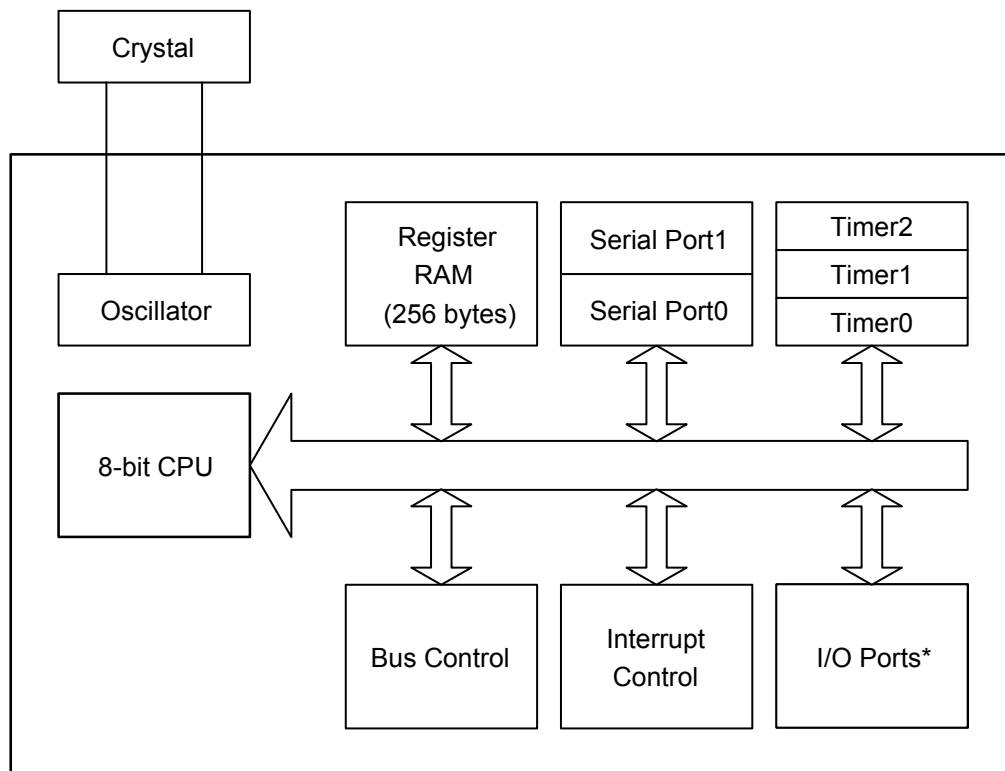 Crystal
Oscillator
Register
RAM
(256 bytes)
Serial Port1
Serial Port0
Timer2
Timer1
Timer0
8-bit CPU
Bus Control
Interrupt
Control
I/O Ports*